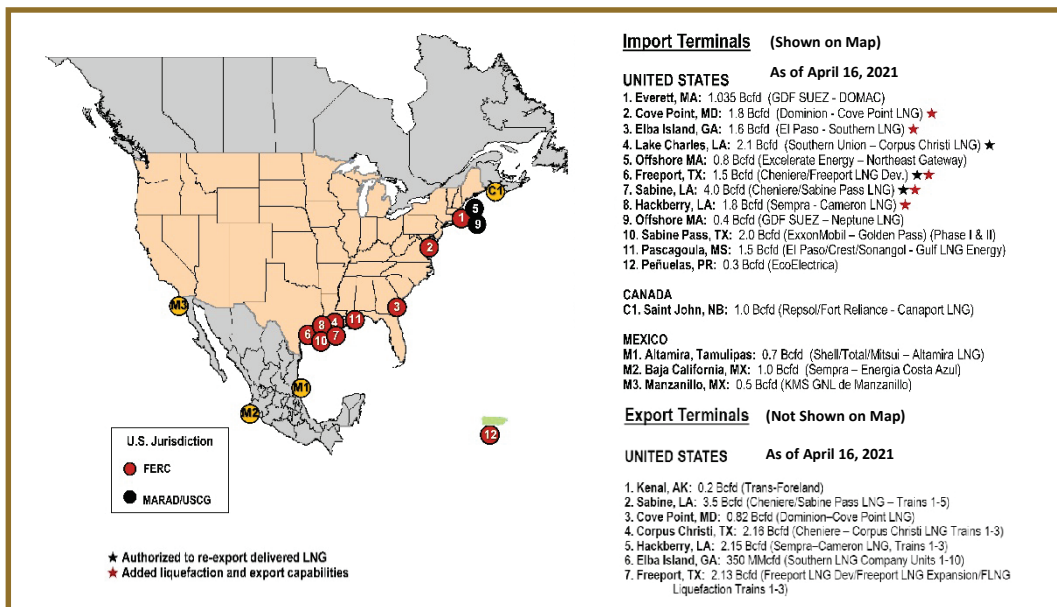 Import Terminals (Shown on Map)
UNITED STATES As of April 16, 2021
1. Everett, MA: 1.035 Bcfd (GDF SUEZ - DOMAC)
2. Cove Point, MD: 1.8 Bcfd (Dominion - Cove Point LNG) ★
3. Elba Island, GA: 1.6 Bcfd (El Paso - Southern LNG) ★
4. Lake Charles, LA: 2.1 Bcfd (Southern Union – Corpus Christi LNG) ★
5. Offshore MA: 0.8 Bcfd (Excelerate Energy – Northeast Gateway)
6. Freeport, TX: 1.5 Bcfd (Cheniere/Freeport LNG Dev.) ★★
7. Sabine, LA: 4.0 Bcfd (Cheniere/Sabine Pass LNG) ★★
8. Hackberry, LA: 1.8 Bcfd (Sempra - Cameron LNG) ★
9. Offshore MA: 0.4 Bcfd (GDF SUEZ – Neptune LNG)
10. Sabine Pass, TX: 2.0 Bcfd (ExxonMobil – Golden Pass) {Phase I & II}
11. Pascagoula, MS: 1.5 Bcfd (El Paso/Crest/Sonangol - Gulf LNG Energy}
12. Peñuelas, PR: 0.3 Bcfd (EcoElectrica)
CANADA
C1. Saint John, NB: 1.0 Bcfd (Repsol/Fort Reliance - Canaport LNG)
MEXICO
M1. Altamira, Tamulipas: 0.7 Bcfd (Shell/Total/Mitsui – Altamira LNG)
M2. Baja California, MX: 1.0 Bcfd (Sempra – Energia Costa Azul)
M3. Manzanillo, MX: 0.5 Bcfd (KMS GNL de Manzanillo)
Export Terminals (Not Shown on Map)
UNITED STATES As of April 16, 2021
1. Kenai, AK: 0.2 Bcfd (Trans-Foreland)
2. Sabine, LA: 3.5 Bcfd (Cheniere/Sabine Pass LNG – Trains 1-5)
3. Cove Point, MD: 0.82 Bcfd (Dominion–Cove Point LNG)
4. Corpus Christi, TX: 2.16 Bcfd (Cheniere – Corpus Christi LNG Trains 1-3)
5. Hackberry, LA: 2.15 Bcfd (Sempra–Cameron LNG, Trains 1-3)
6. Elba Island, GA: 350 MMcfd (Southern LNG Company Units 1-10)
7. Freeport, TX: 2.13 Bcfd (Freeport LNG Dev/Freeport LNG Expansion/FLNG
Liquefaction Trains 1-3)
C1
5
1
9
2
M3
3
8
4
11
6
7
10
M1
M2
12
U.S. Jurisdiction
FERC
MARAD/USCG
★ Authorized to re-export delivered LNG
★ Added liquefaction and export capabilities